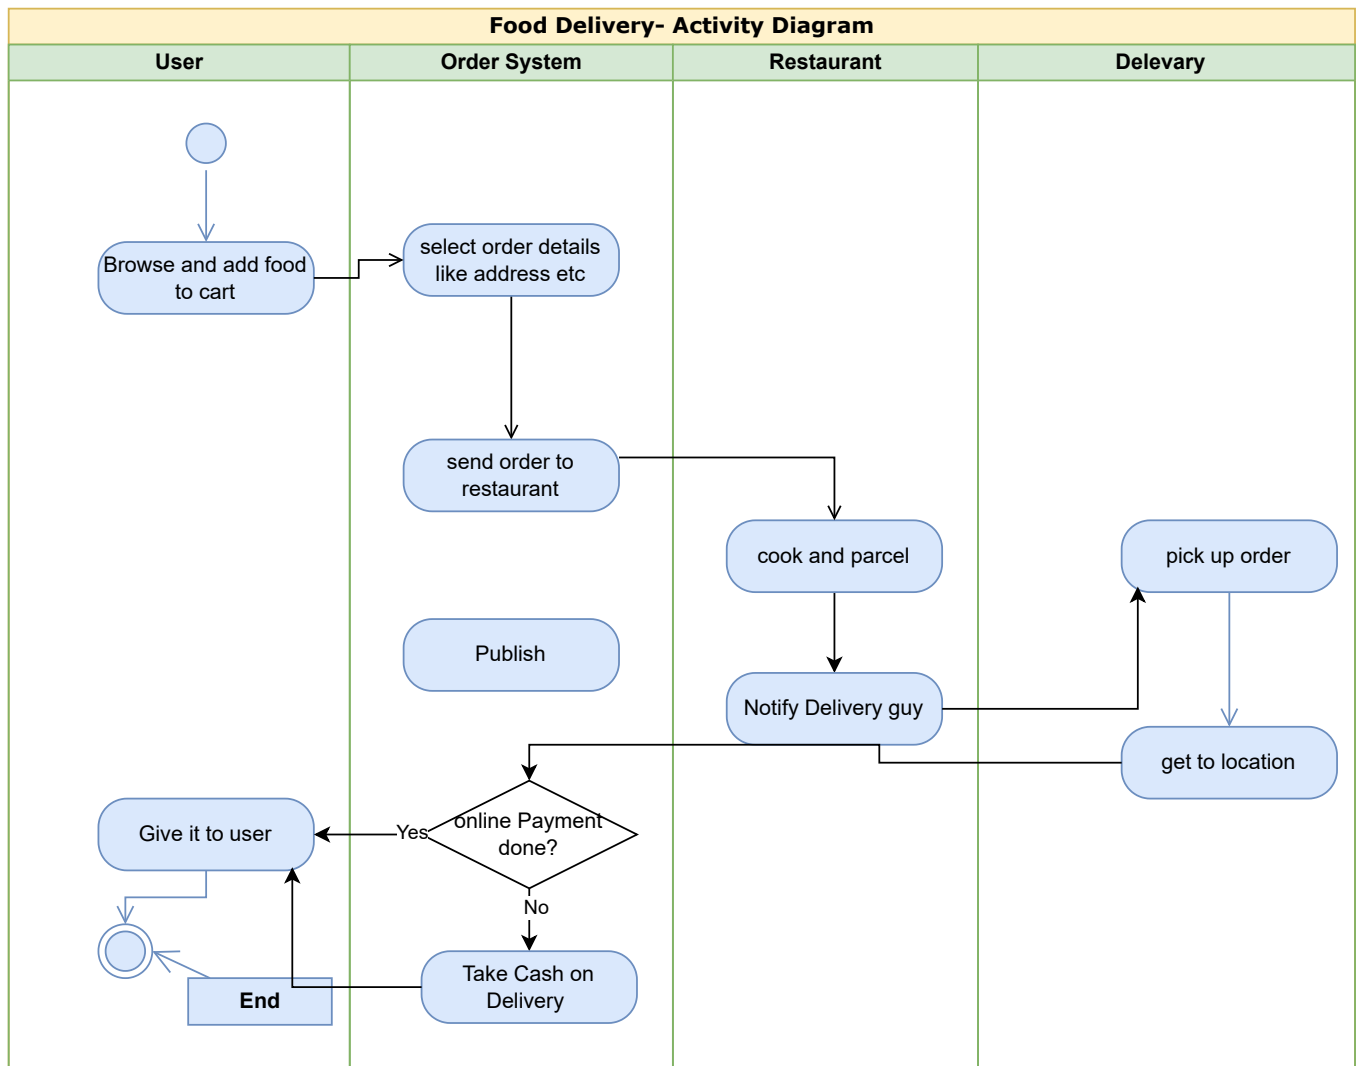 Food Delivery- Activity Diagram
User
Order System
Restaurant
Delevary
Browse and add food
to cart
select order details
like address etc
send order to
restaurant
cook and parcel
pick up order
Publish
Notify Delivery guy
get to location
online Payment
done?
Yes
Give it to user
No
Take Cash on
Delivery
End